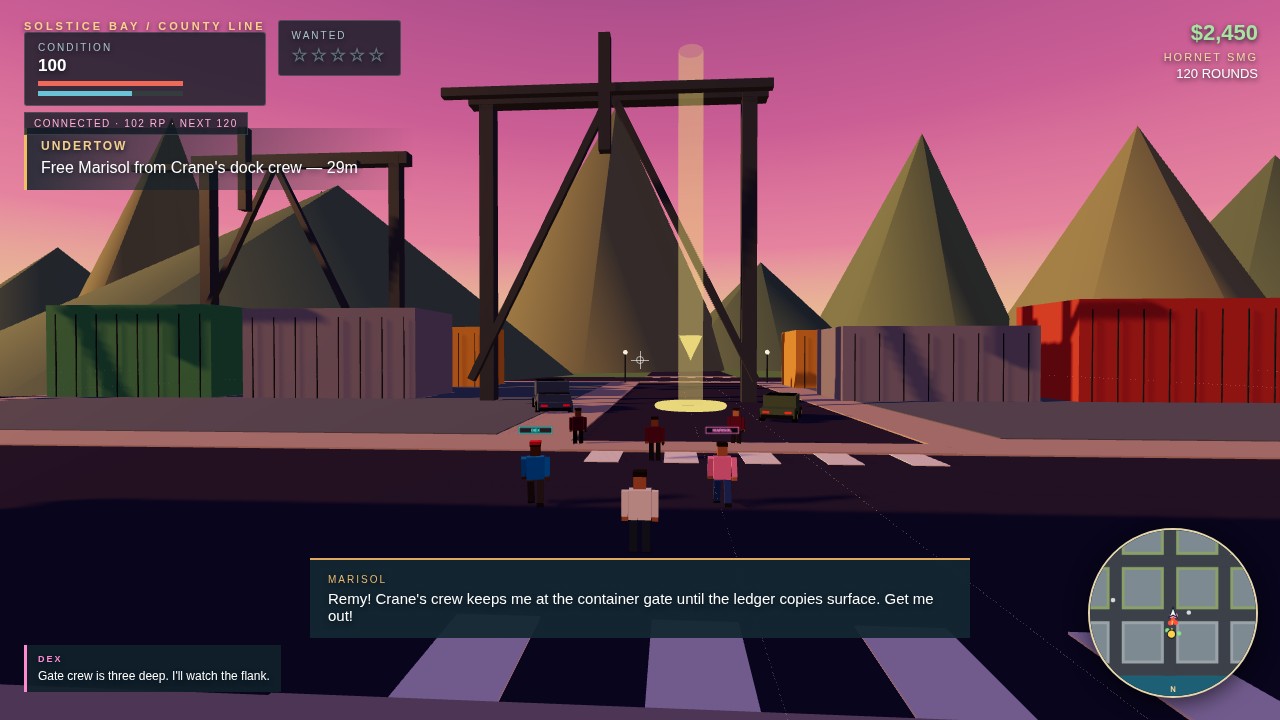 SOLSTICE BAY / COUNTY LINE
CONDITION
100
WANTED
$2,450
HORNET SMG
120 ROUNDS
CONNECTED · 102 RP · NEXT 120
UNDERTOW
Free Marisol from Crane's dock crew — 29m
MARISOL
Remy! Crane's crew keeps me at the container gate until the ledger copies surface. Get me
out!
DEX
Gate crew is three deep. I'll watch the flank.
N